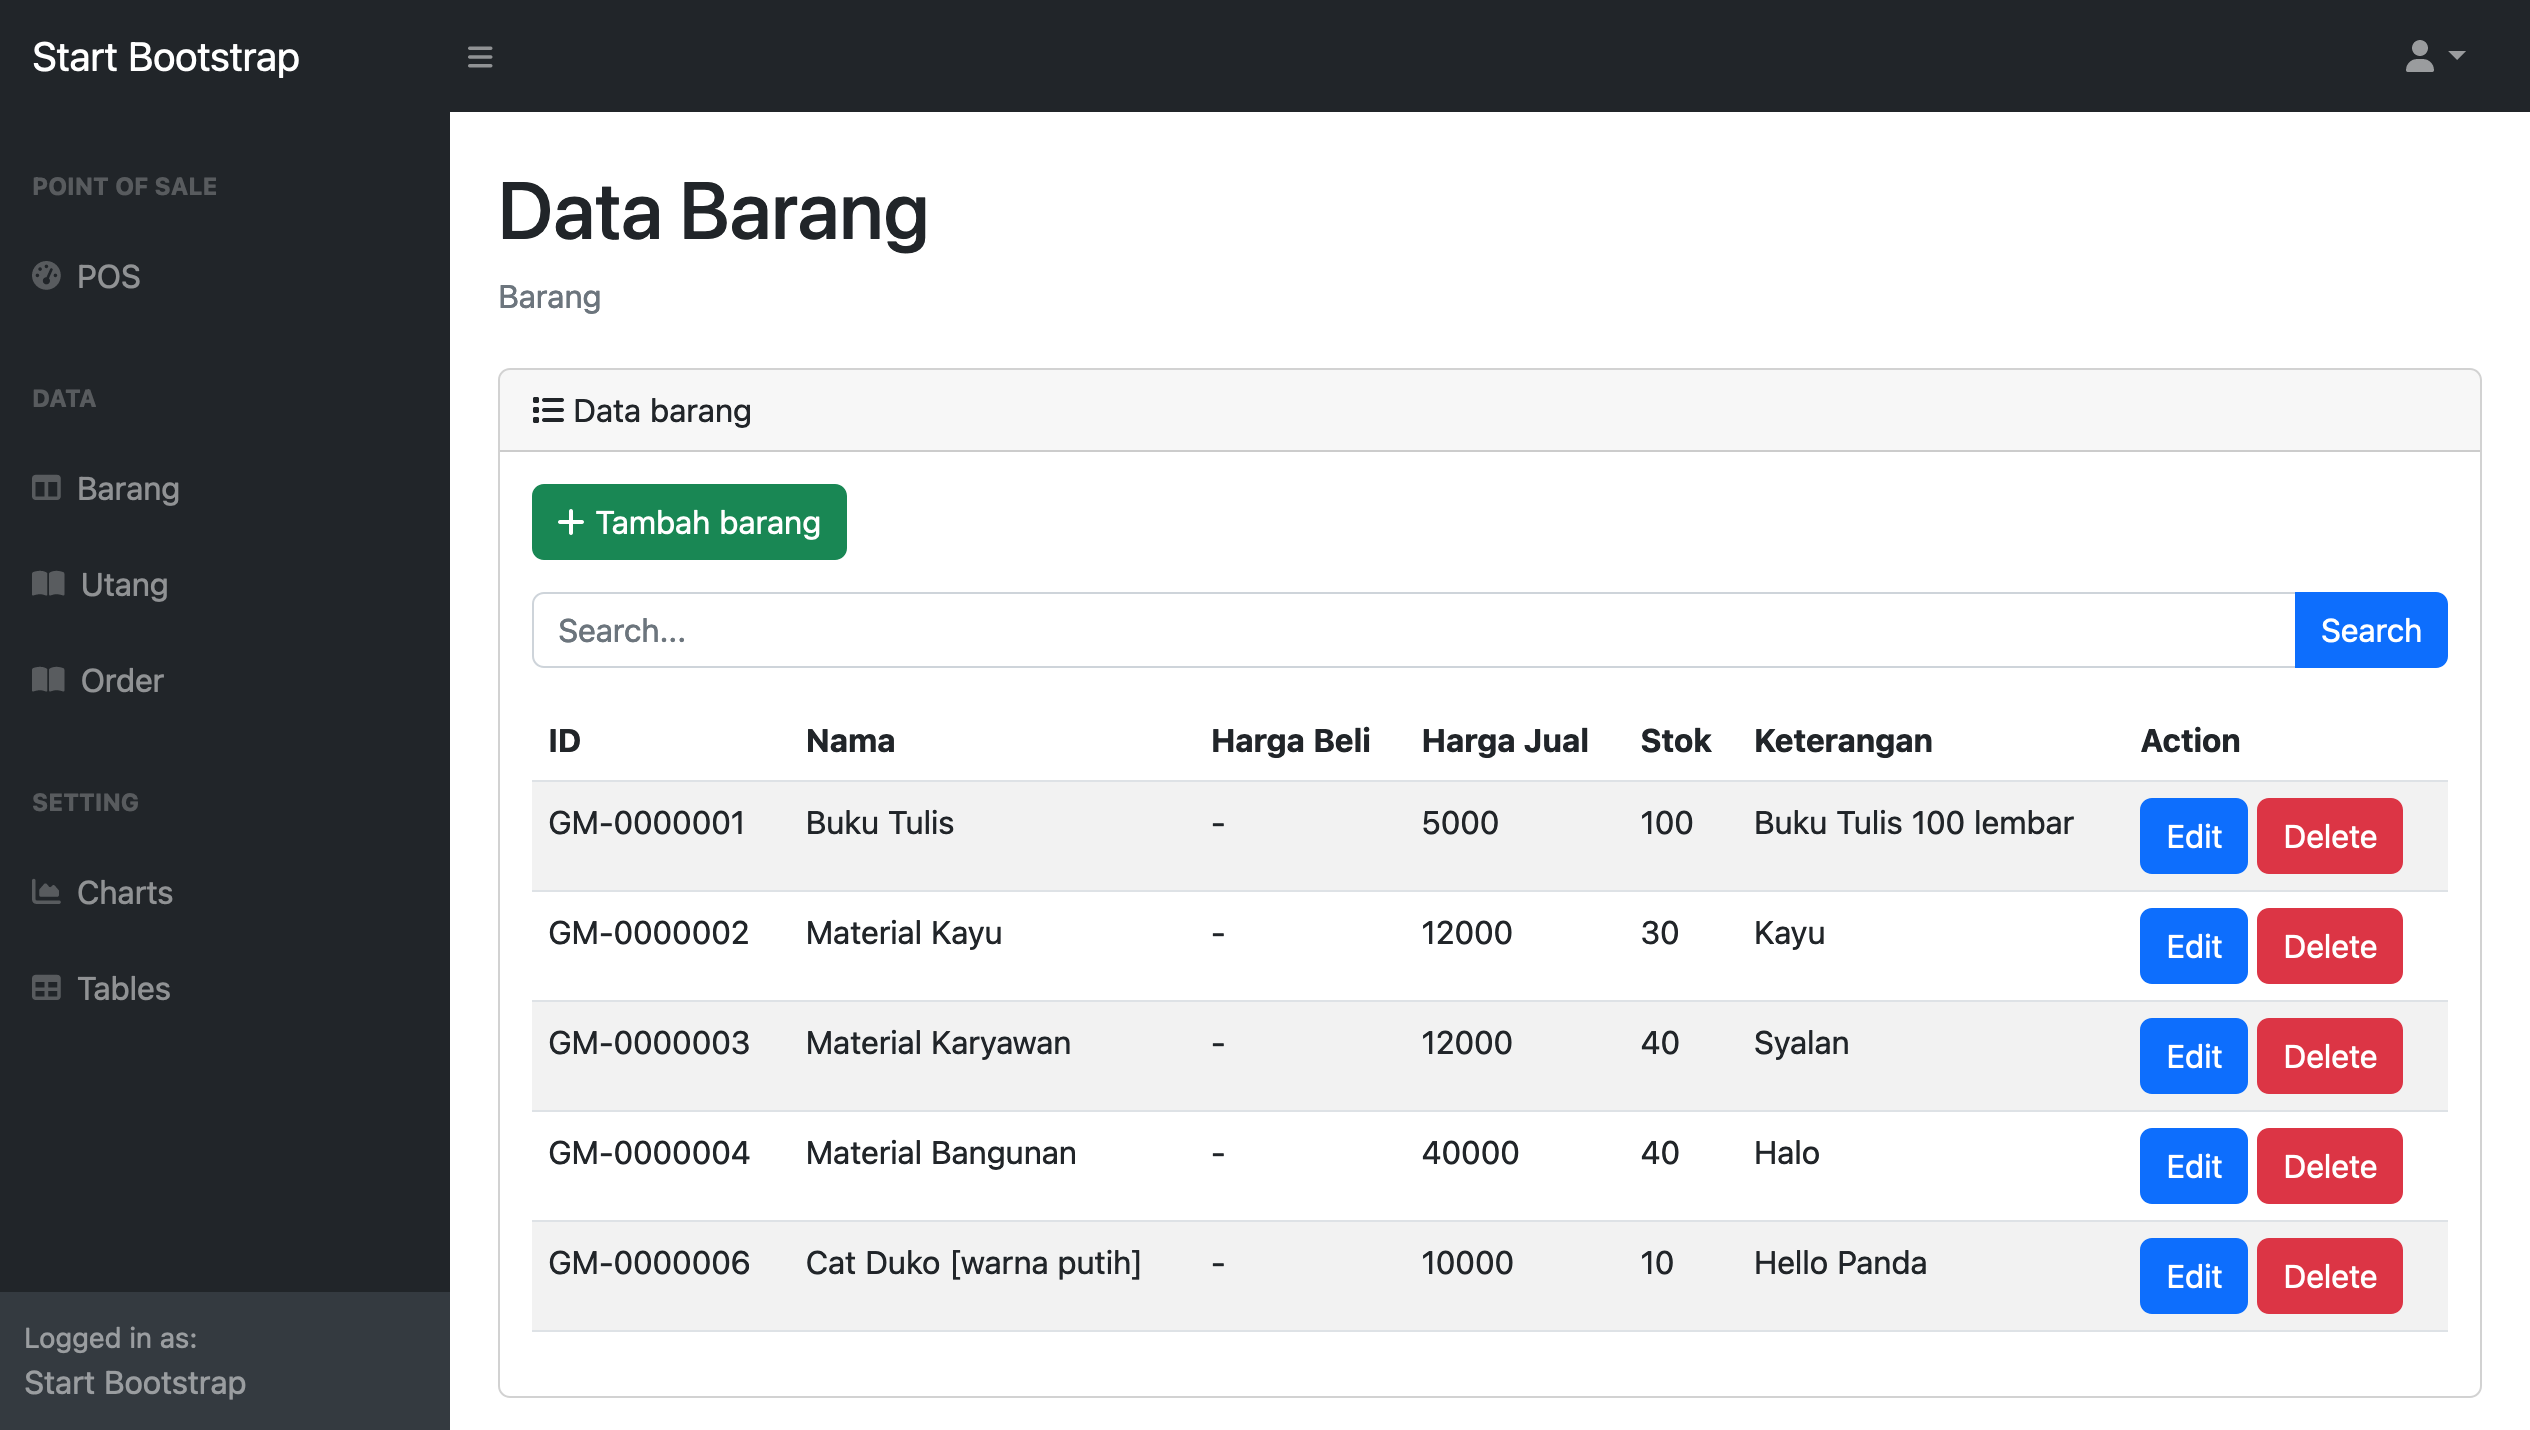 Start Bootstrap
POINT OF SALE
POS
DATA
Barang
Utang
Order
SETTING
Charts
Tables
Logged in as:
Start Bootstrap
Data Barang
Barang
Data barang
Tambah barang
Search... Search
ID Nama Harga Beli Harga Jual Stok Keterangan Action
GM-0000001 Buku Tulis - 5000 100 Buku Tulis 100 lembar Edit Delete
GM-0000002 Material Kayu - 12000 30 Kayu Edit Delete
GM-0000003 Material Karyawan - 12000 40 Syalan Edit Delete
GM-0000004 Material Bangunan - 40000 40 Halo Edit Delete
GM-0000006 Cat Duko [warna putih] - 10000 10 Hello Panda Edit Delete